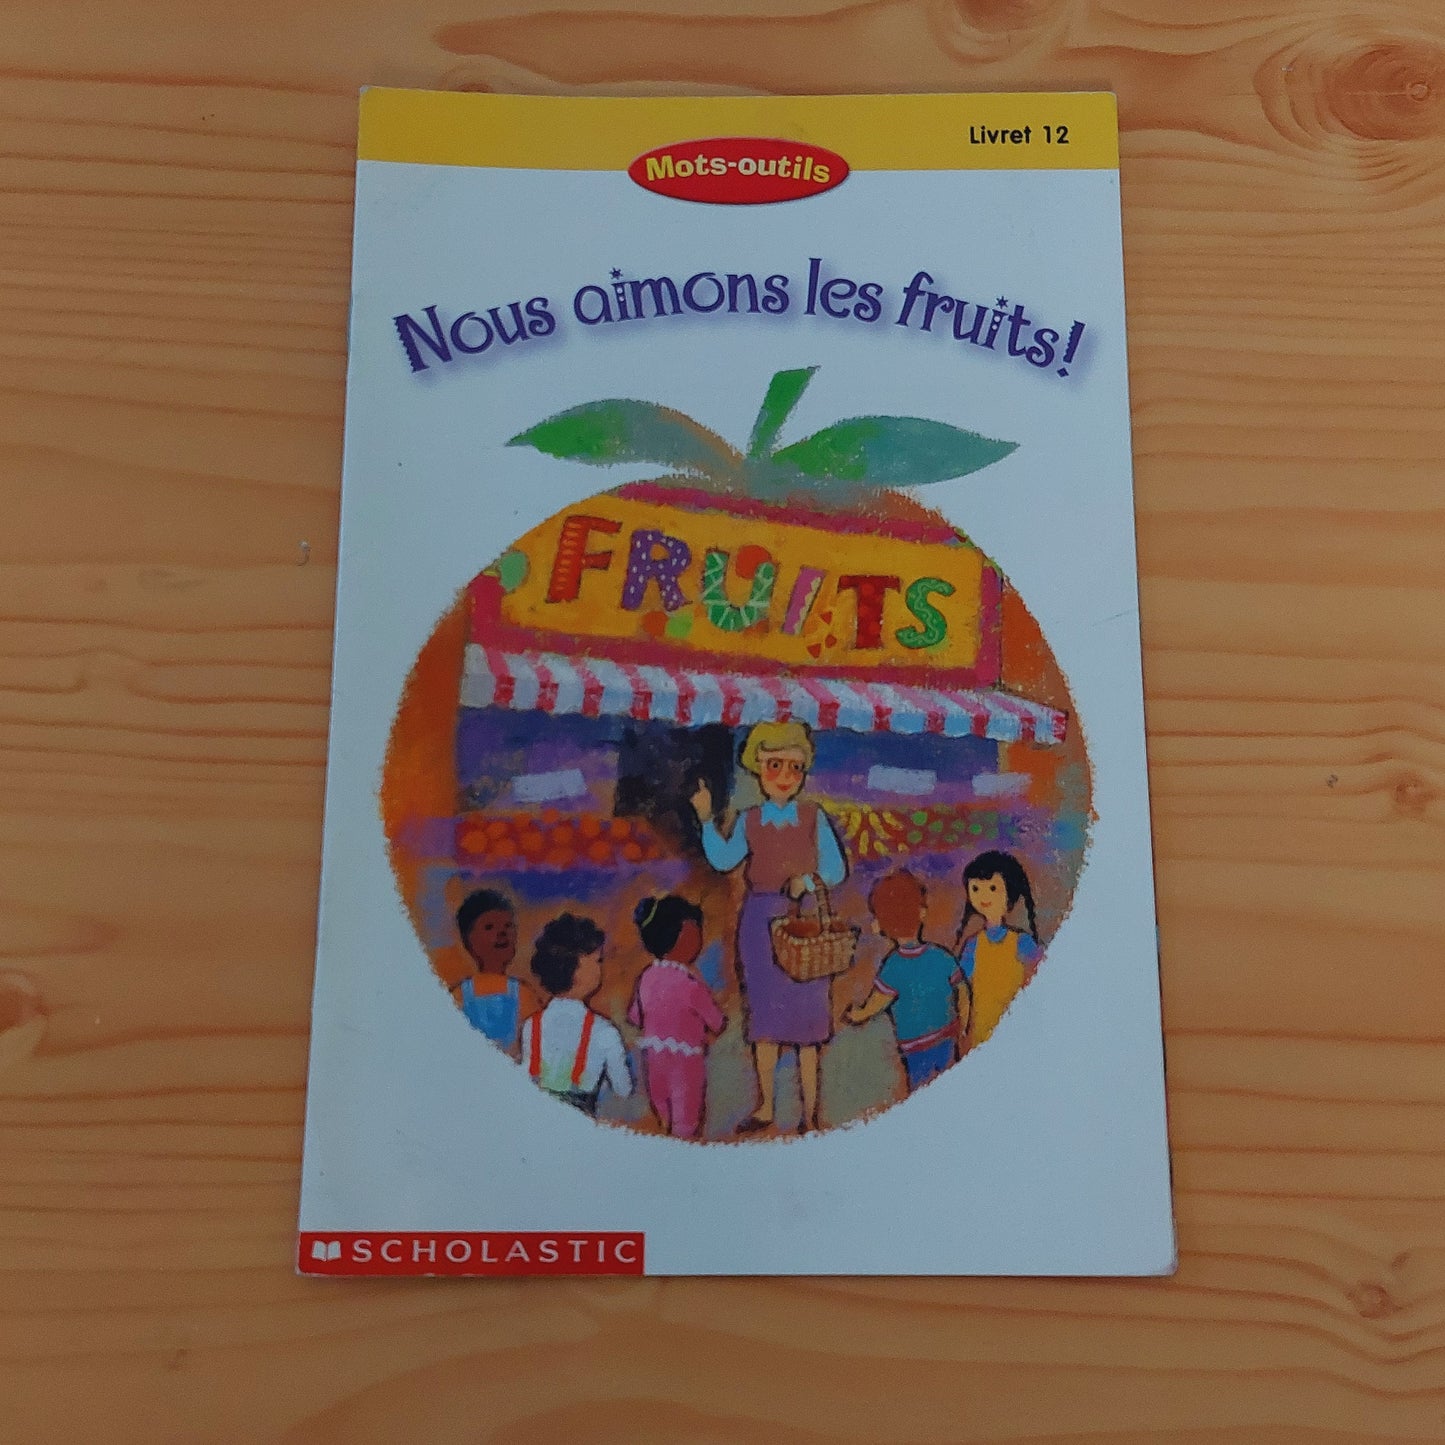 Livret 12
Mots-outils
Nous aimons les fruits!
FRUITS
SCHOLASTIC